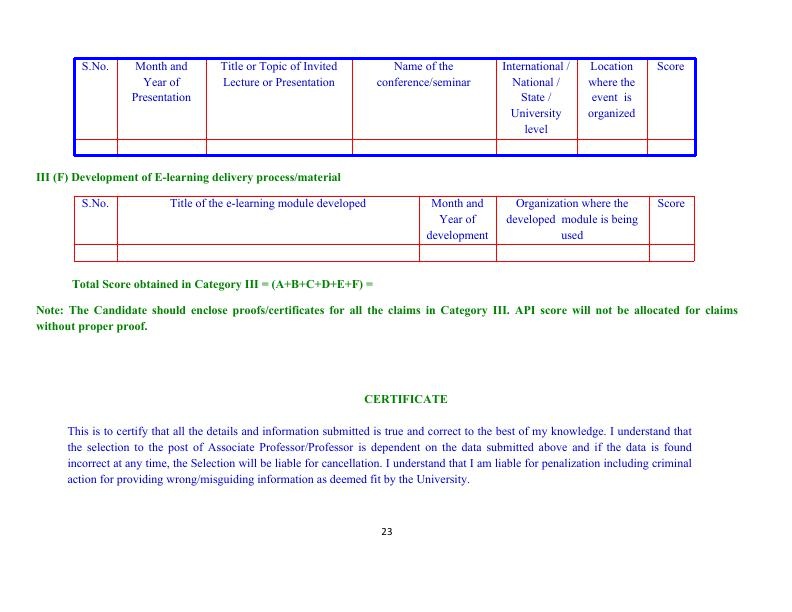 S.No. Month and Title or Topic of Invited Name of the International / Location Score
Year of Lecture or Presentation conference/seminar National / where the
Presentation State / event is
University organized
level
III (F) Development of E-learning delivery process/material
S.No. Title of the e-learning module developed Month and Organization where the Score
Year of developed module is being
development used
Total Score obtained in Category III = (A+B+C+D+E+F) =
Note: The Candidate should enclose proofs/certificates for all the claims in Category III. API score will not be allocated for claims
without proper proof.
CERTIFICATE
This is to certify that all the details and information submitted is true and correct to the best of my knowledge. I understand that
the selection to the post of Associate Professor/Professor is dependent on the data submitted above and if the data is found
incorrect at any time, the Selection will be liable for cancellation. I understand that I am liable for penalization including criminal
action for providing wrong/misguiding information as deemed fit by the University.
23